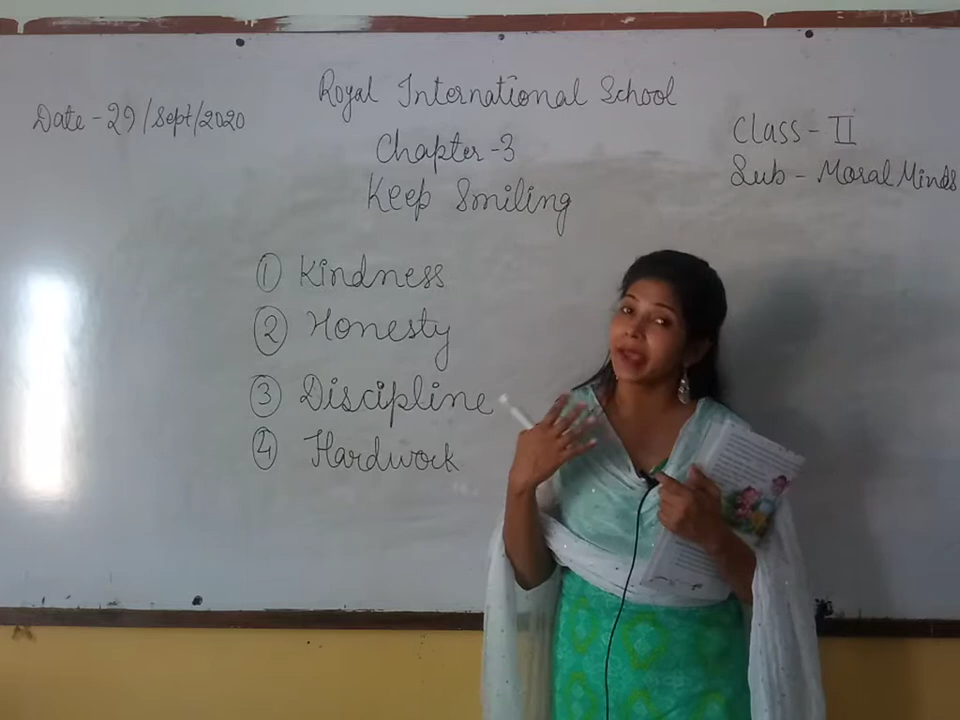 Royal International School
Date - 29/Sept/2020
Class - II
Chapter - 3
Sub - Moral Minds
Keep Smiling
① Kindness
② Honesty
③ Discipline
④ Hardwork